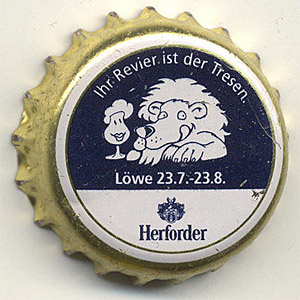 Ihr Revier ist der Tresen.
Löwe 23.7.-23.8.
Herforder